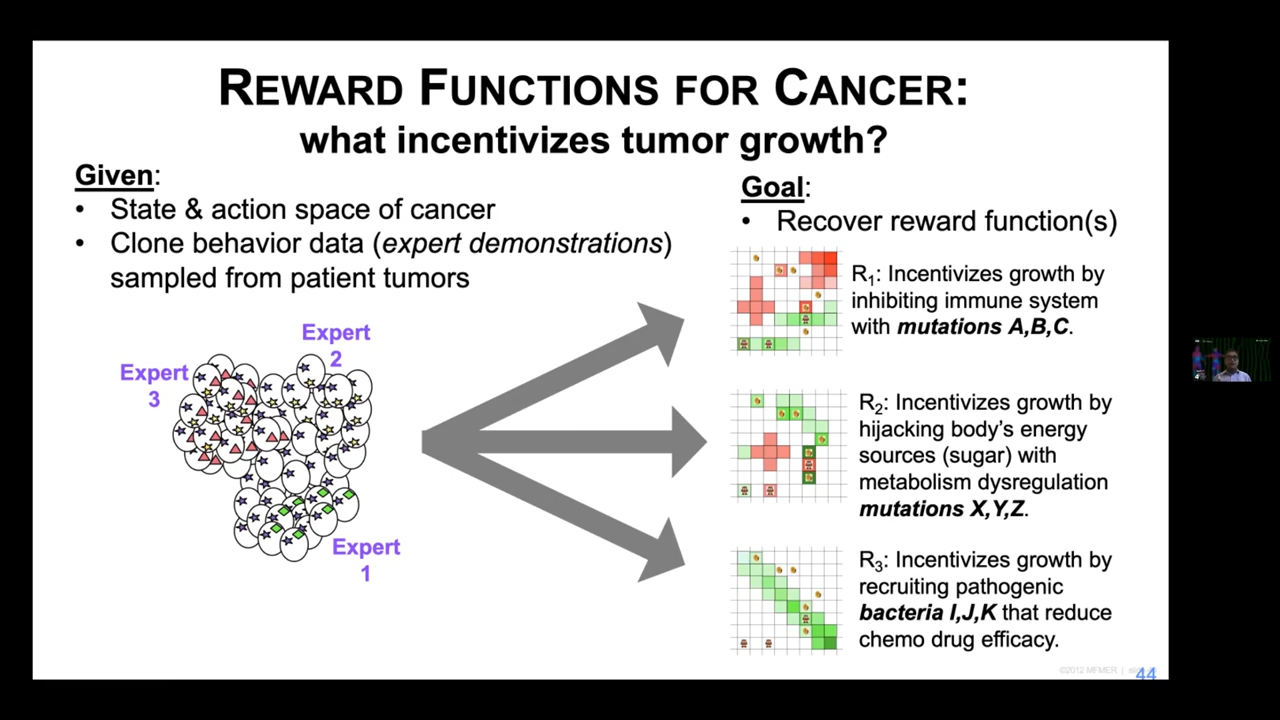 REWARD FUNCTIONS FOR CANCER:
what incentivizes tumor growth?
Given:
• State & action space of cancer
• Clone behavior data (expert demonstrations)
sampled from patient tumors
Expert
2
Expert
3
Expert
1
Goal:
• Recover reward function(s)
R1: Incentivizes growth by
inhibiting immune system
with mutations A,B,C.
R2: Incentivizes growth by
hijacking body's energy
sources (sugar) with
metabolism dysregulation
mutations X,Y,Z.
R3: Incentivizes growth by
recruiting pathogenic
bacteria I,J,K that reduce
chemo drug efficacy.
©2012 MFMER |
44